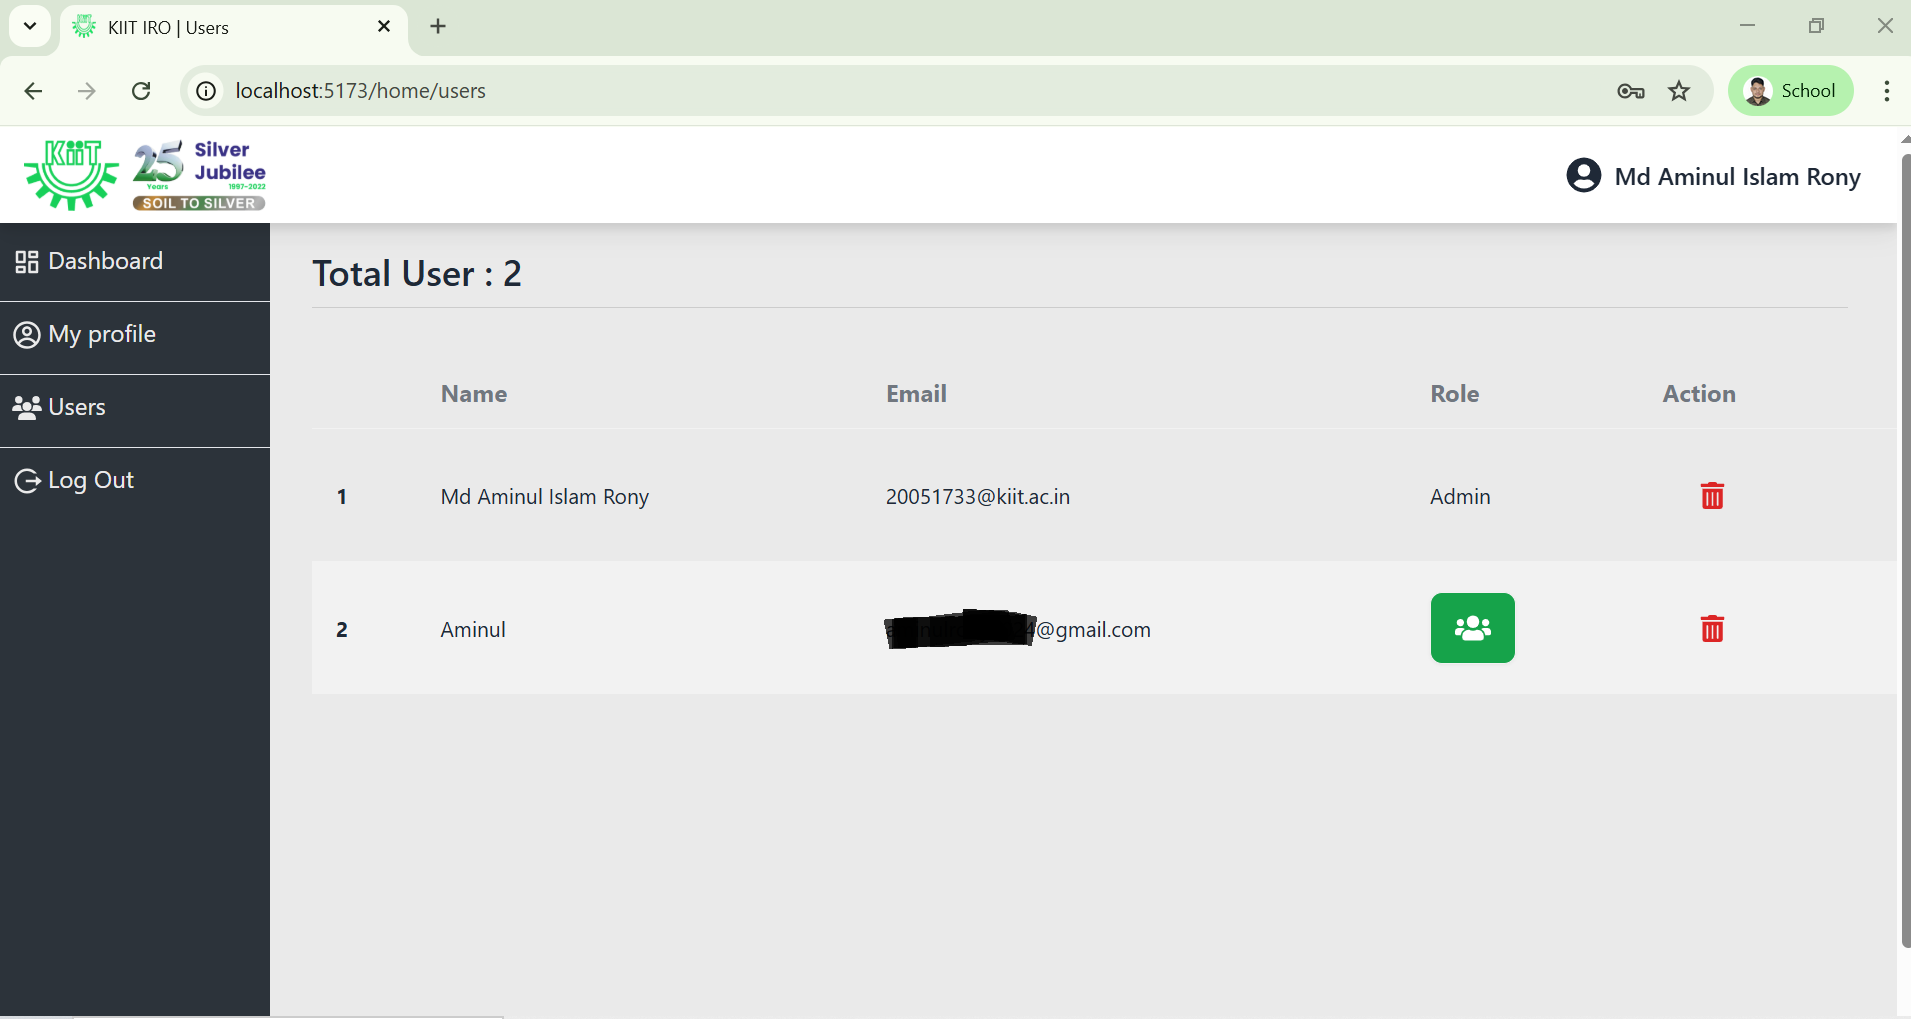 KIIT IRO | Users
localhost:5173/home/users
School
KiiT
25 Years
Silver
Jubilee
1997-2022
SOIL TO SILVER
Md Aminul Islam Rony
Dashboard
My profile
Users
Log Out
Total User : 2
Name Email Role Action
1 Md Aminul Islam Rony 20051733@kiit.ac.in Admin
2 Aminul @gmail.com